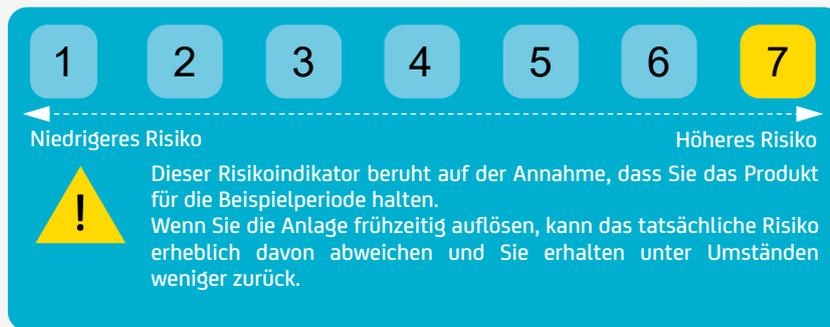 1 2 3 4 5 6 7
Niedrigeres Risiko Höheres Risiko
!
Dieser Risikoindikator beruht auf der Annahme, dass Sie das Produkt
für die Beispielperiode halten.
Wenn Sie die Anlage frühzeitig auflösen, kann das tatsächliche Risiko
erheblich davon abweichen und Sie erhalten unter Umständen
weniger zurück.